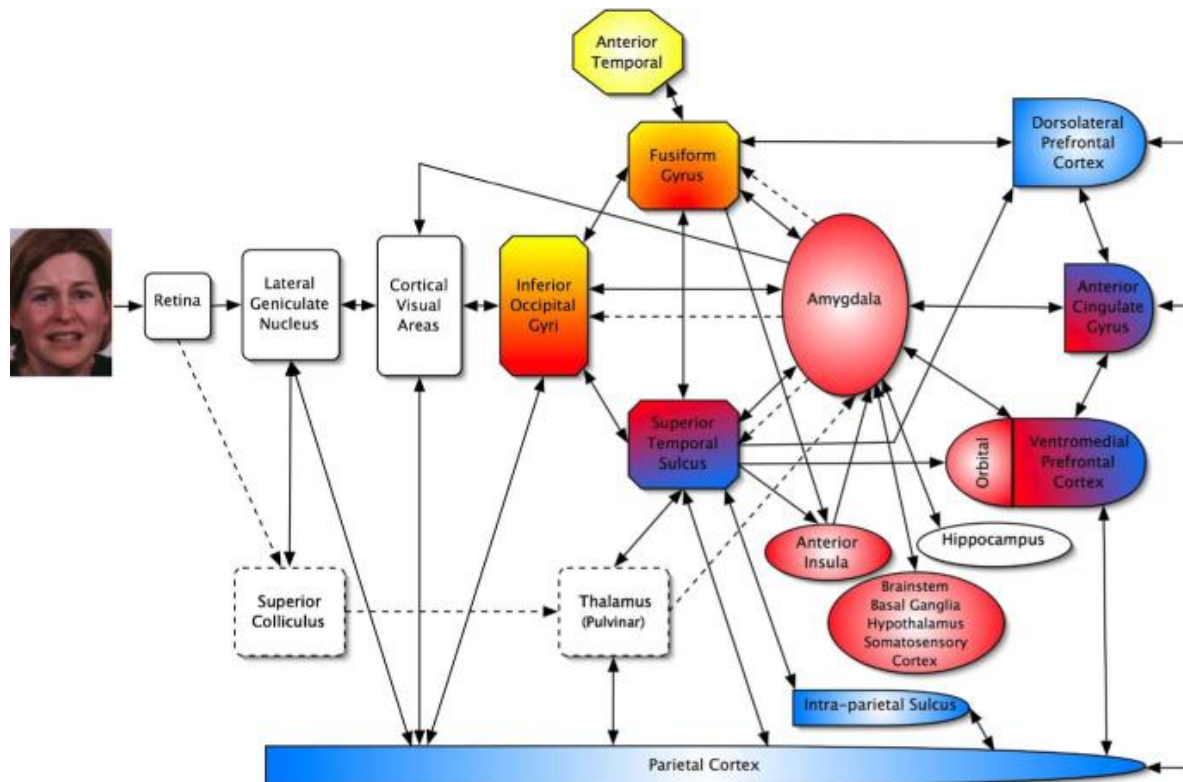 Anterior
Temporal
Fusiform
Gyrus
Dorsolateral
Prefrontal
Cortex
Retina
Lateral
Geniculate
Nucleus
Cortical
Visual
Areas
Inferior
Occipital
Gyri
Amygdala
Anterior
Cingulate
Gyrus
Superior
Temporal
Sulcus
Orbital
Ventromedial
Prefrontal
Cortex
Anterior
Insula
Hippocampus
Superior
Colliculus
Thalamus
(Pulvinar)
Brainstem
Basal Ganglia
Hypothalamus
Somatosensory
Cortex
Intra-parietal Sulcus
Parietal Cortex